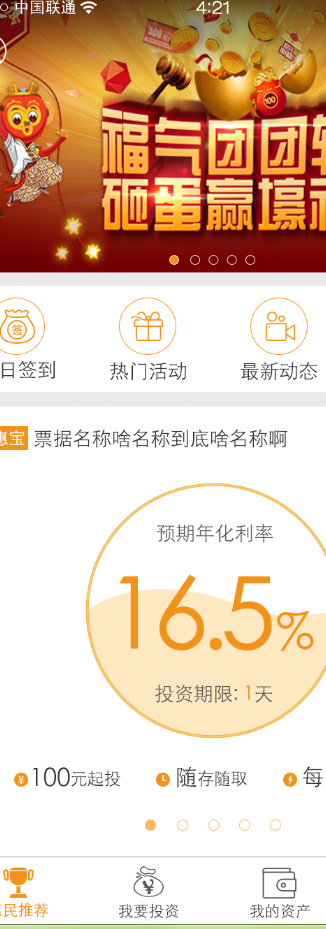 中国联通 4:21
福气团团转
砸蛋赢壕礼
签
日签到 热门活动 最新动态
惠宝 票据名称啥名称到底啥名称啊
预期年化利率
16.5%
投资期限: 1天
100元起投 随存随取 每
民推荐 我要投资 我的资产